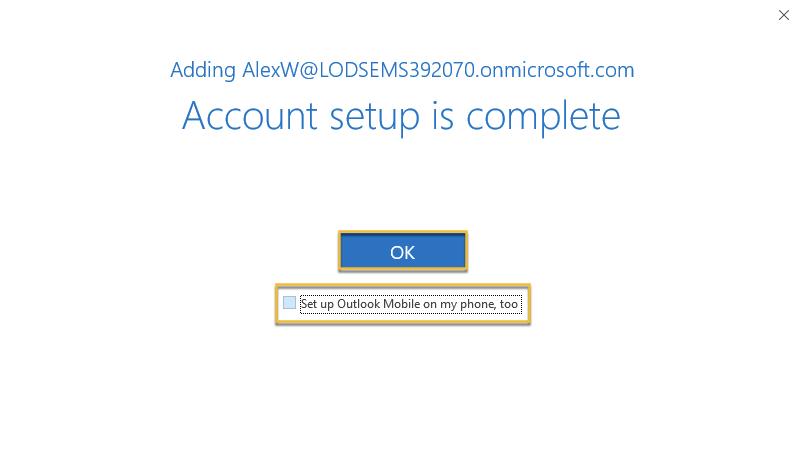 Adding AlexW@LODSEMS392070.onmicrosoft.com
Account setup is complete
OK
Set up Outlook Mobile on my phone, too